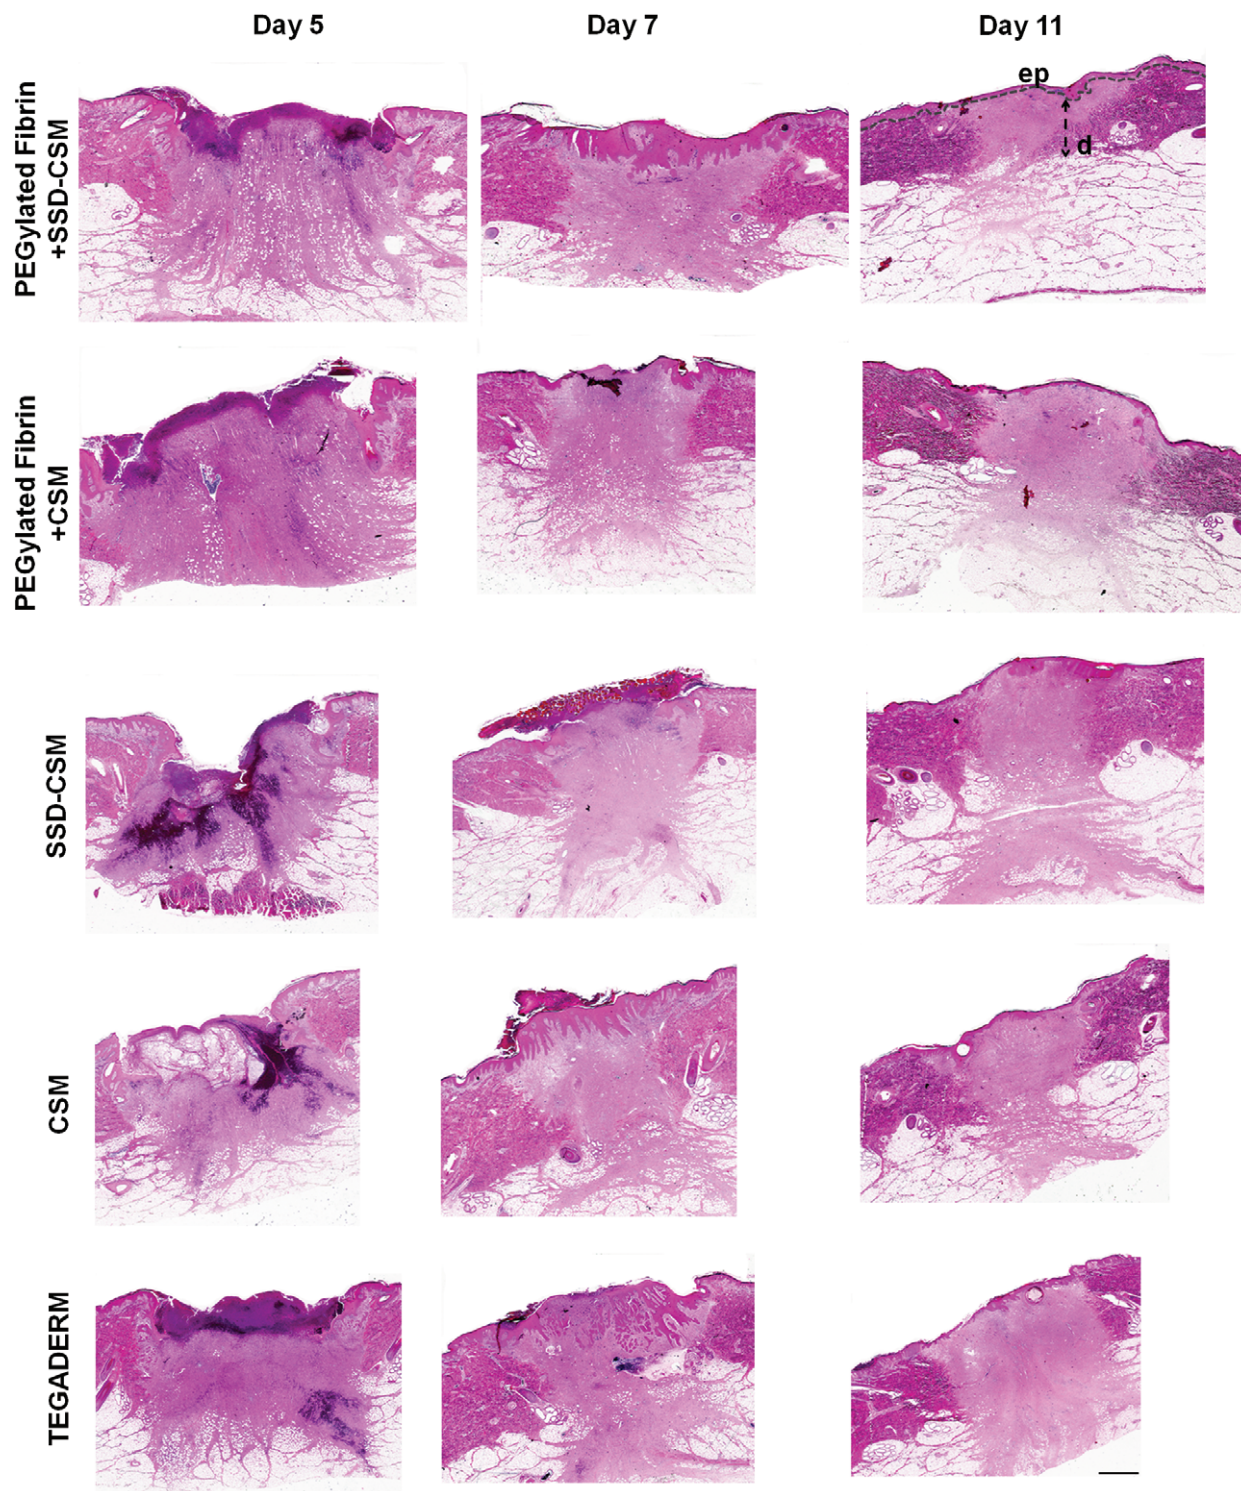 Day 5
Day 7
Day 11
PEGylated Fibrin
+SSD-CSM
ep
d
PEGylated Fibrin
+CSM
SSD-CSM
CSM
TEGADERM